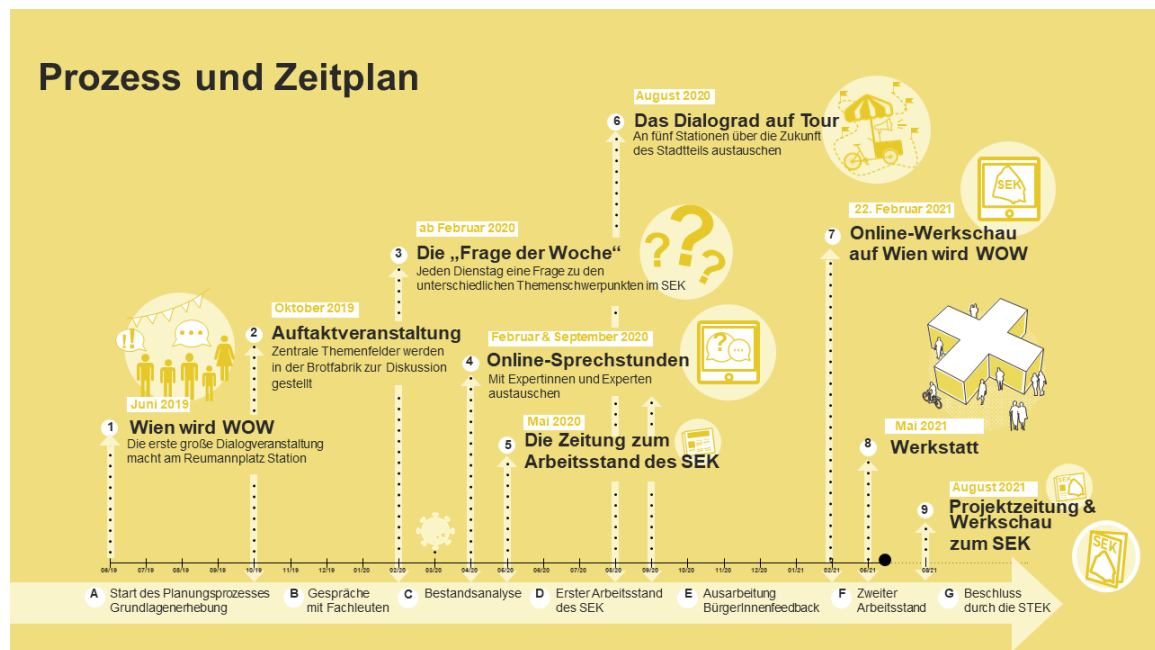 Prozess und Zeitplan
August 2020
6 Das Dialograd auf Tour
An fünf Stationen über die Zukunft
des Stadtteils austauschen
SEK
22. Februar 2021
7 Online-Werkschau
auf Wien wird WOW
ab Februar 2020
3 Die „Frage der Woche“
Jeden Dienstag eine Frage zu den
unterschiedlichen Themenschwerpunkten im SEK
? ? ?
Oktober 2019
2 Auftaktveranstaltung
Zentrale Themenfelder werden
in der Brotfabrik zur Diskussion
gestellt
Februar & September 2020
4 Online-Sprechstunden
Mit Expertinnen und Experten
austauschen
? ...
!! ...
Juni 2019
1 Wien wird WOW
Die erste große Dialogveranstaltung
macht am Reumannplatz Station
Mai 2020
5 Die Zeitung zum
Arbeitsstand des SEK
Mai 2021
8 Werkstatt
August 2021
9 Projektzeitung &
Werkschau
zum SEK
SEK
SEK
06/19 07/19 08/19 09/19 10/19 11/19 12/19 01/20 02/20 03/20 04/20 05/20 06/20 07/20 08/20 09/20 10/20 11/20 12/20 01/21 02/21 05/21 08/21
A Start des Planungsprozesses
Grundlagenerhebung
B Gespräche
mit Fachleuten
C Bestandsanalyse
D Erster Arbeitsstand
des SEK
E Ausarbeitung
BürgerInnenfeedback
F Zweiter
Arbeitsstand
G Beschluss
durch die STEK